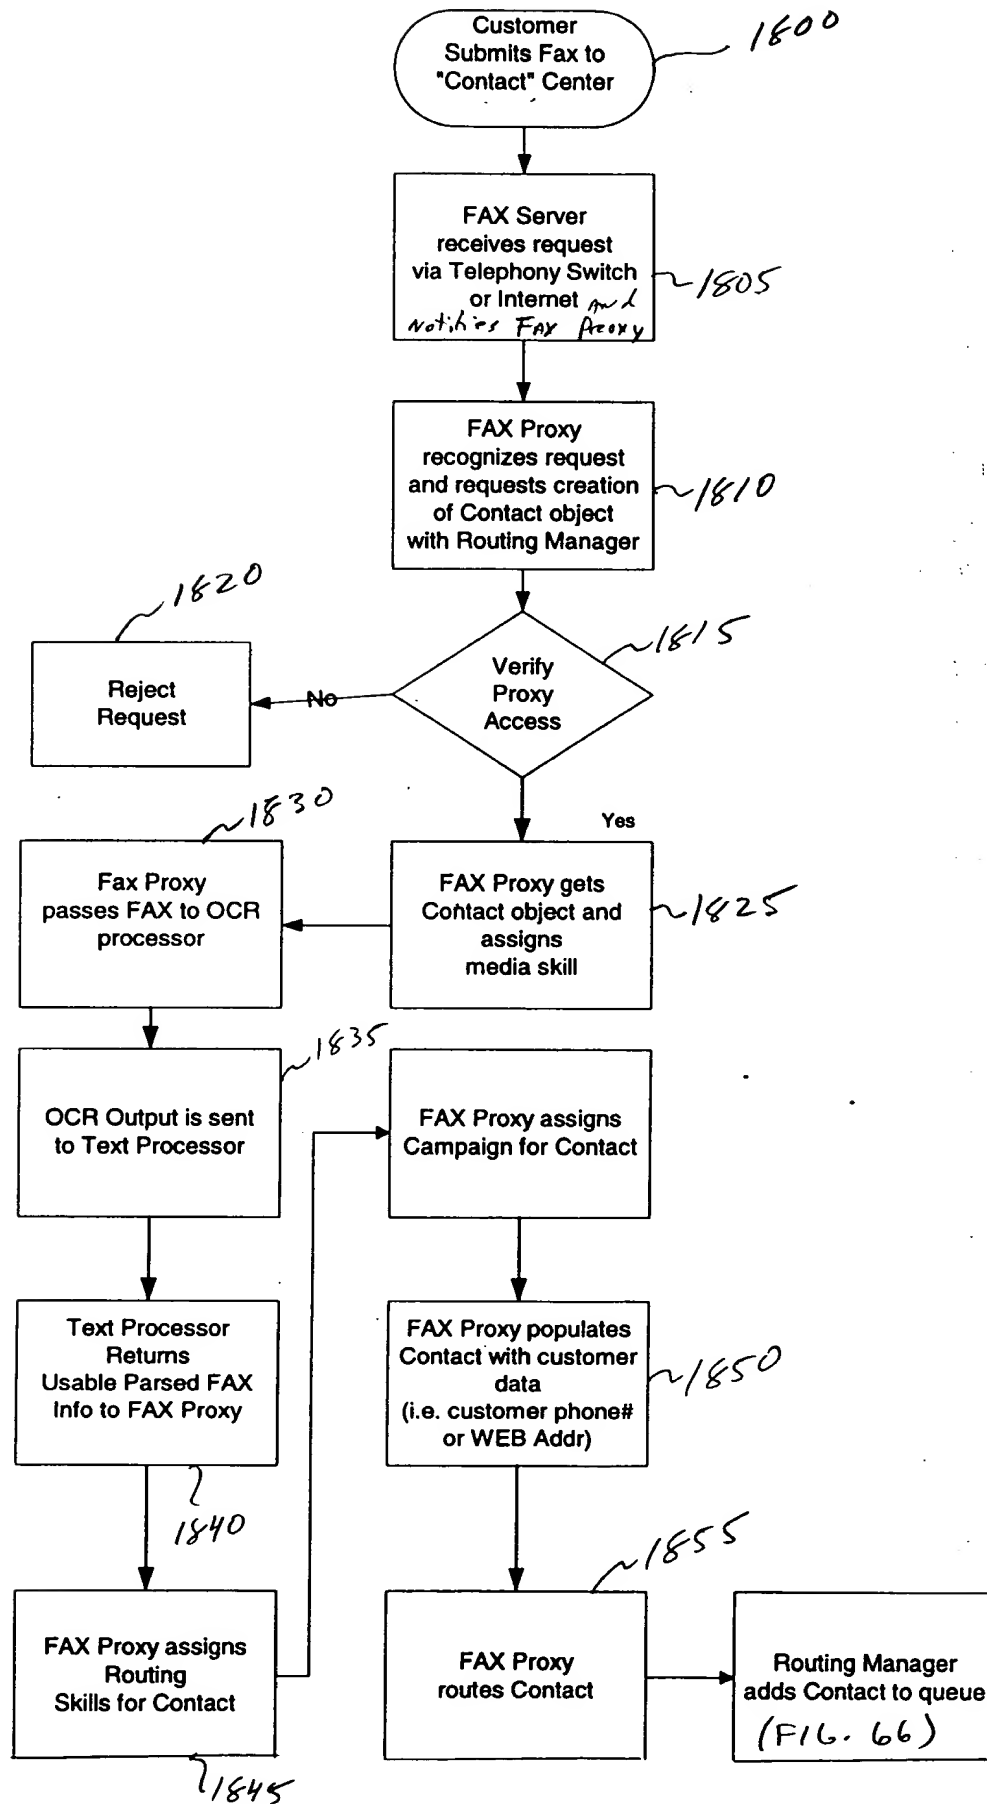 Customer
Submits Fax to
"Contact" Center
1800
FAX Server
receives request
via Telephony Switch
or Internet and
Notifies FAX Proxy
1805
FAX Proxy
recognizes request
and requests creation
of Contact object
with Routing Manager
1810
1820
Reject
Request
No
Verify
Proxy
Access
1815
Yes
1830
Fax Proxy
passes FAX to OCR
processor
FAX Proxy gets
Contact object and
assigns
media skill
1825
1835
OCR Output is sent
to Text Processor
FAX Proxy assigns
Campaign for Contact
Text Processor
Returns
Usable Parsed FAX
Info to FAX Proxy
1840
FAX Proxy populates
Contact with customer
data
(i.e. customer phone#
or WEB Addr)
1850
FAX Proxy assigns
Routing
Skills for Contact
1845
1855
FAX Proxy
routes Contact
Routing Manager
adds Contact to queue
(FIG. 66)